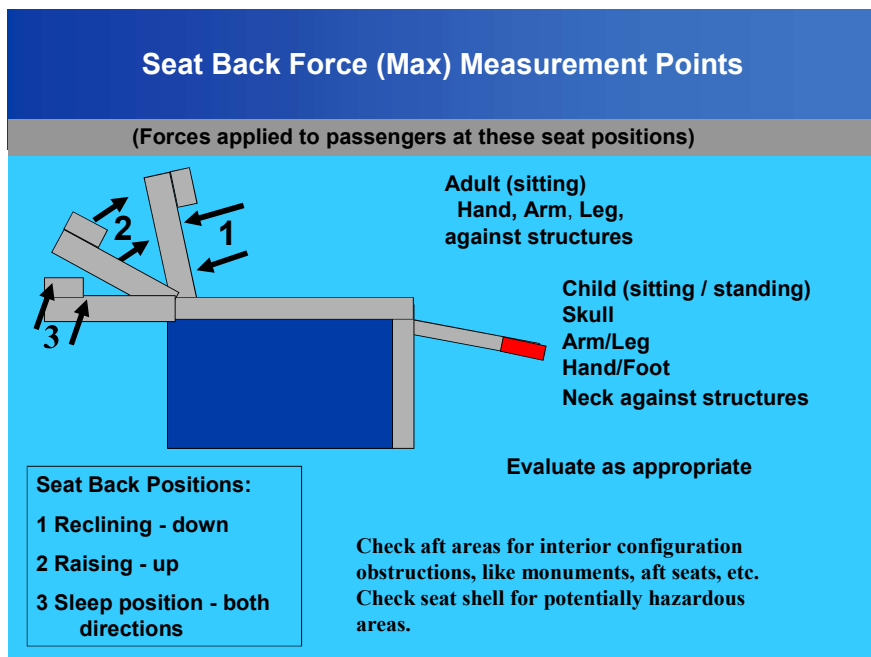 Seat Back Force (Max) Measurement Points
(Forces applied to passengers at these seat positions)
2
1
3
Adult (sitting)
Hand, Arm, Leg,
against structures
Child (sitting / standing)
Skull
Arm/Leg
Hand/Foot
Neck against structures
Evaluate as appropriate
Seat Back Positions:
1 Reclining - down
2 Raising - up
3 Sleep position - both
directions
Check aft areas for interior configuration
obstructions, like monuments, aft seats, etc.
Check seat shell for potentially hazardous
areas.